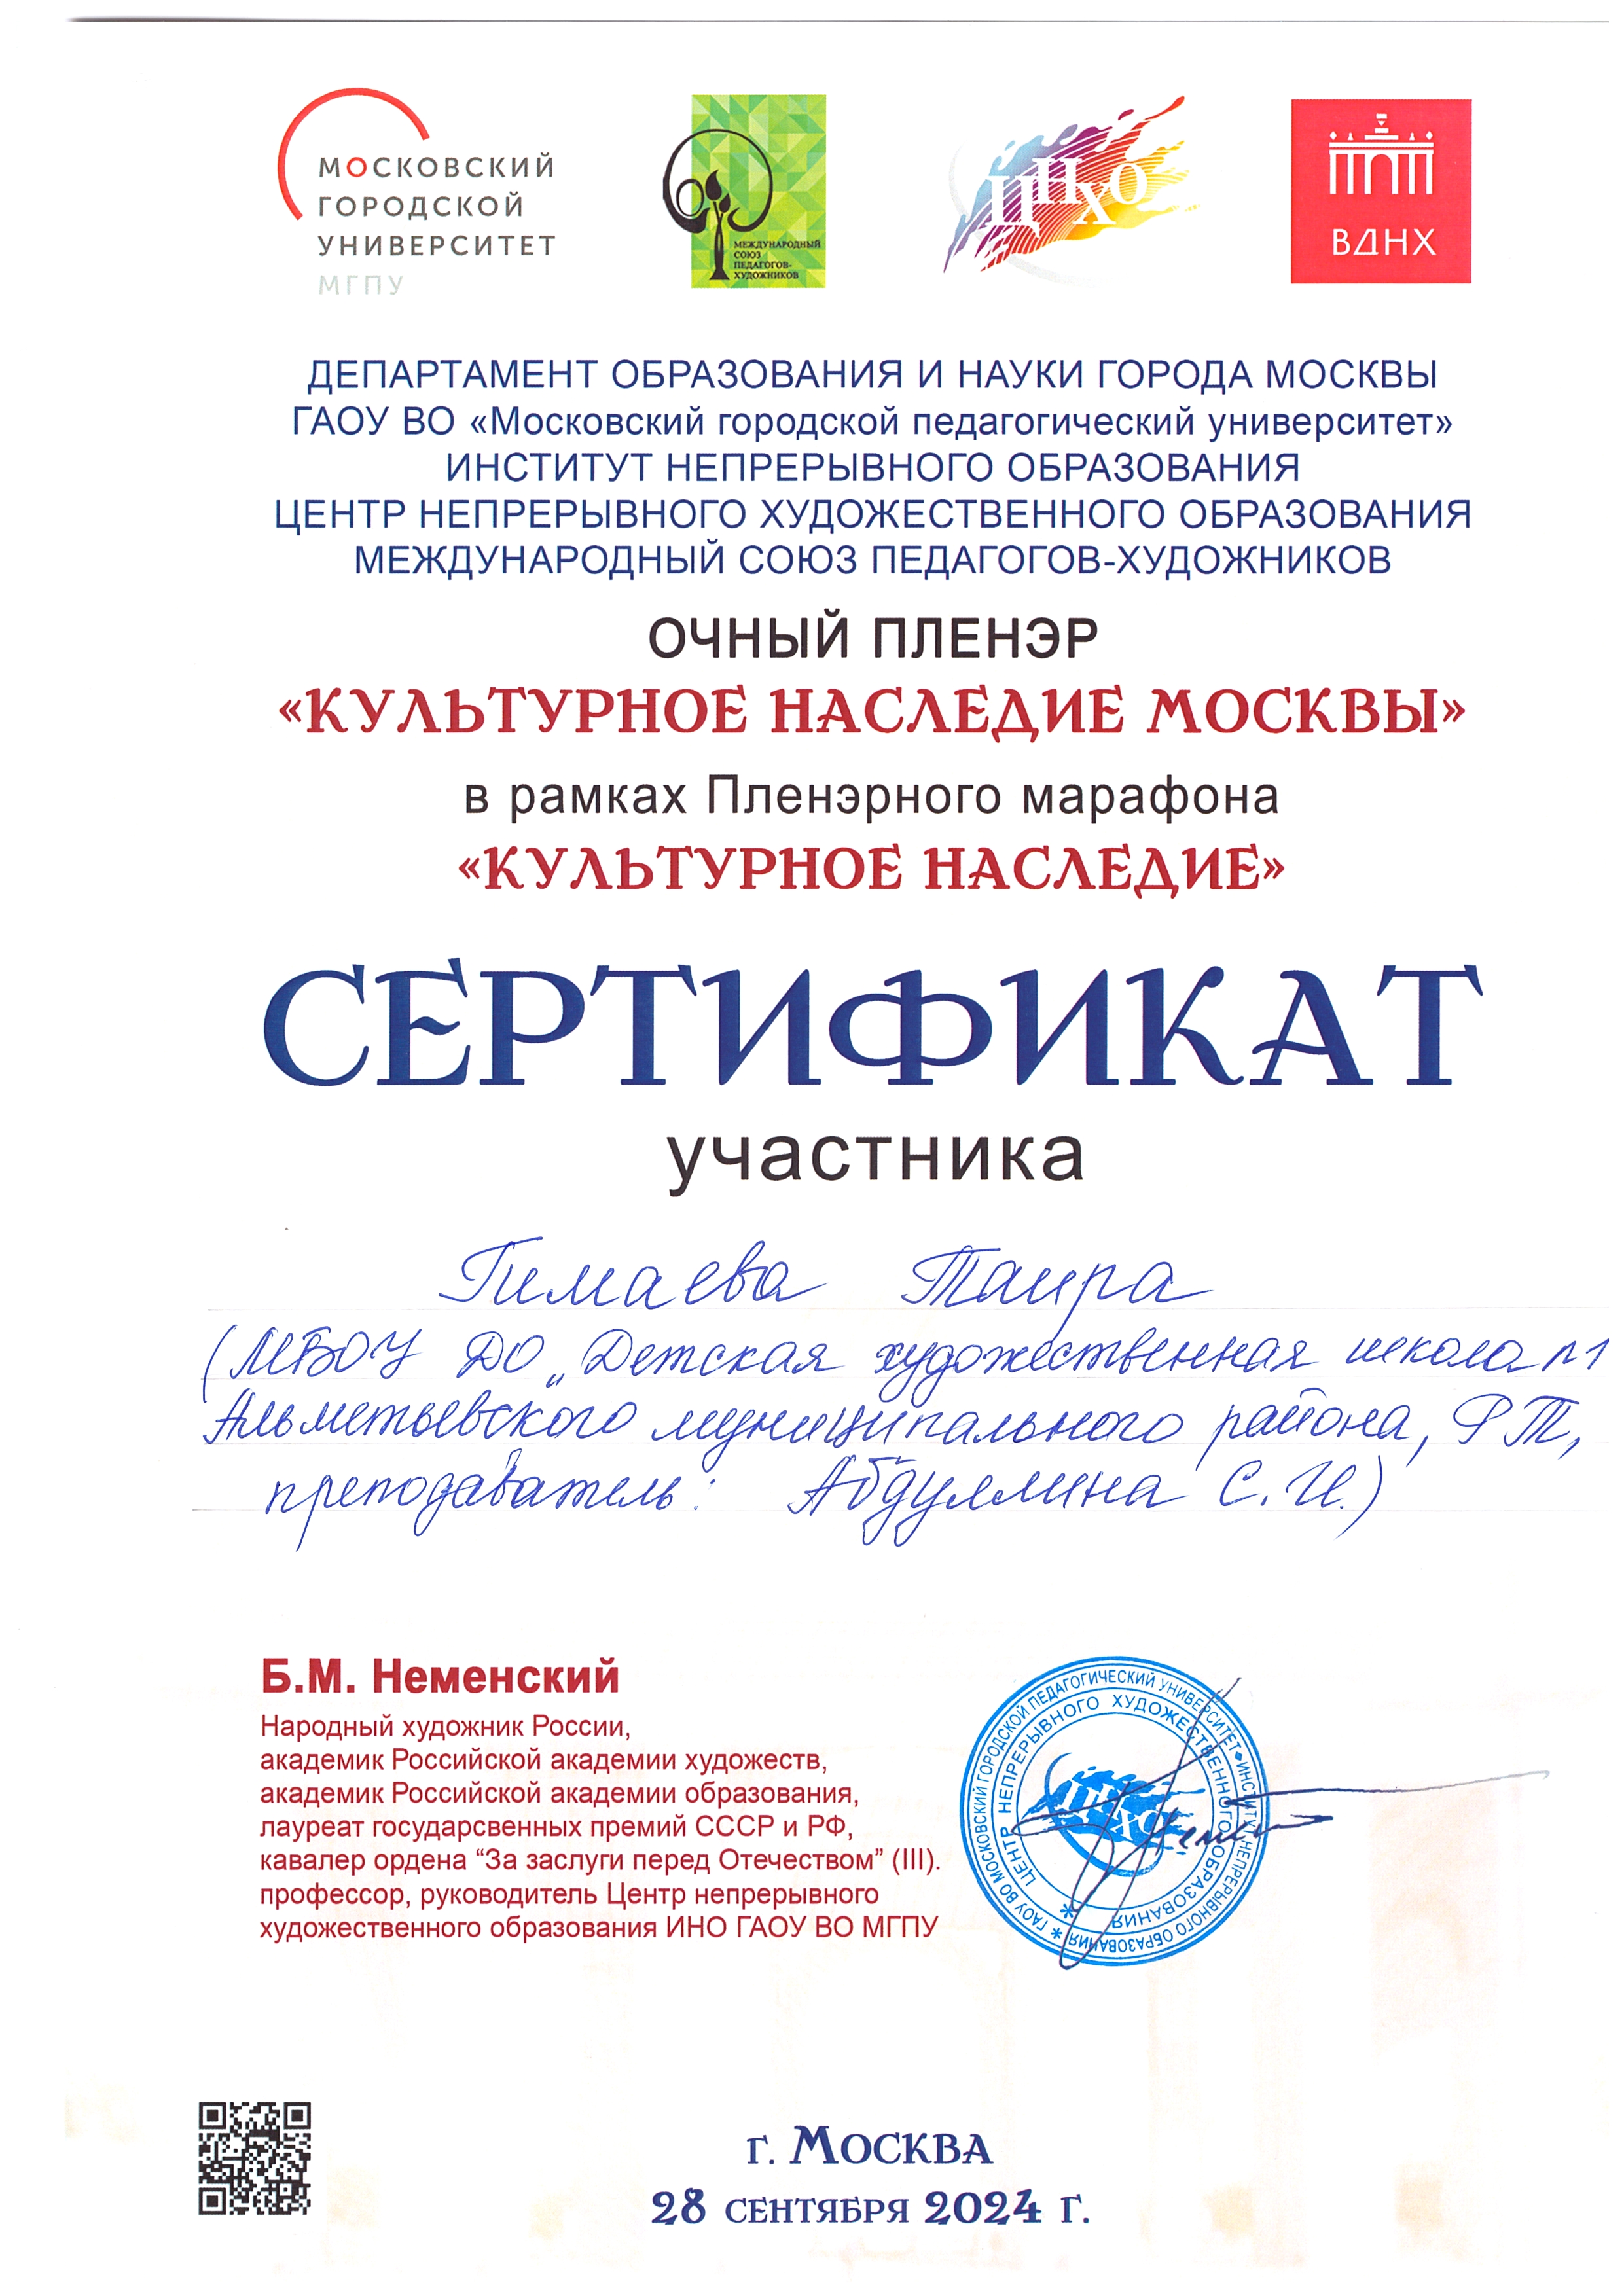 МОСКОВСКИЙ
ГОРОДСКОЙ
УНИВЕРСИТЕТ
МГПУ
МЕЖДУНАРОДНЫЙ
СОЮЗ
ПЕДАГОГОВ-
ХУДОЖНИКОВ
ЦНХО
ВДНХ
ДЕПАРТАМЕНТ ОБРАЗОВАНИЯ И НАУКИ ГОРОДА МОСКВЫ
ГАОУ ВО «Московский городской педагогический университет»
ИНСТИТУТ НЕПРЕРЫВНОГО ОБРАЗОВАНИЯ
ЦЕНТР НЕПРЕРЫВНОГО ХУДОЖЕСТВЕННОГО ОБРАЗОВАНИЯ
МЕЖДУНАРОДНЫЙ СОЮЗ ПЕДАГОГОВ-ХУДОЖНИКОВ
ОЧНЫЙ ПЛЕНЭР
«КУЛЬТУРНОЕ НАСЛЕДИЕ МОСКВЫ»
в рамках Пленэрного марафона
«КУЛЬТУРНОЕ НАСЛЕДИЕ»
СЕРТИФИКАТ
участника
Гимаева Таира
(МБОУ ДО „Детская художественная школа №1
Альметьевского муниципального района, РТ,
преподаватель: Абдуллина С.И.)
Б.М. Неменский
Народный художник России,
академик Российской академии художеств,
академик Российской академии образования,
лауреат государсвенных премий СССР и РФ,
кавалер ордена “За заслуги перед Отечеством” (III).
профессор, руководитель Центр непрерывного
художественного образования ИНО ГАОУ ВО МГПУ
ГАОУ ВО МОСКОВСКИЙ ГОРОДСКОЙ ПЕДАГОГИЧЕСКИЙ УНИВЕРСИТЕТ • ИНСТИТУТ НЕПРЕРЫВНОГО ОБРАЗОВАНИЯ *
ЦЕНТР НЕПРЕРЫВНОГО ХУДОЖЕСТВЕННОГО ОБРАЗОВАНИЯ *
г. Москва
28 сентября 2024 г.